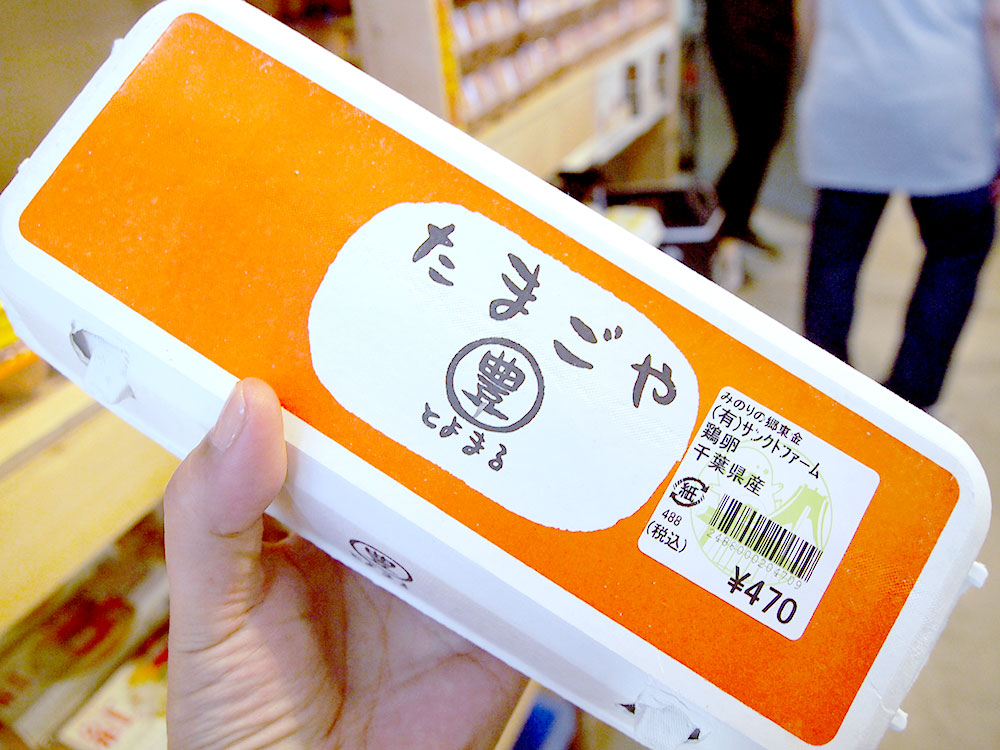 たまごや
豊
とよまる
みのりの郷東金
(有)サンクトファーム
鶏卵
千葉県産
紙
488
(税込)
¥470
豊